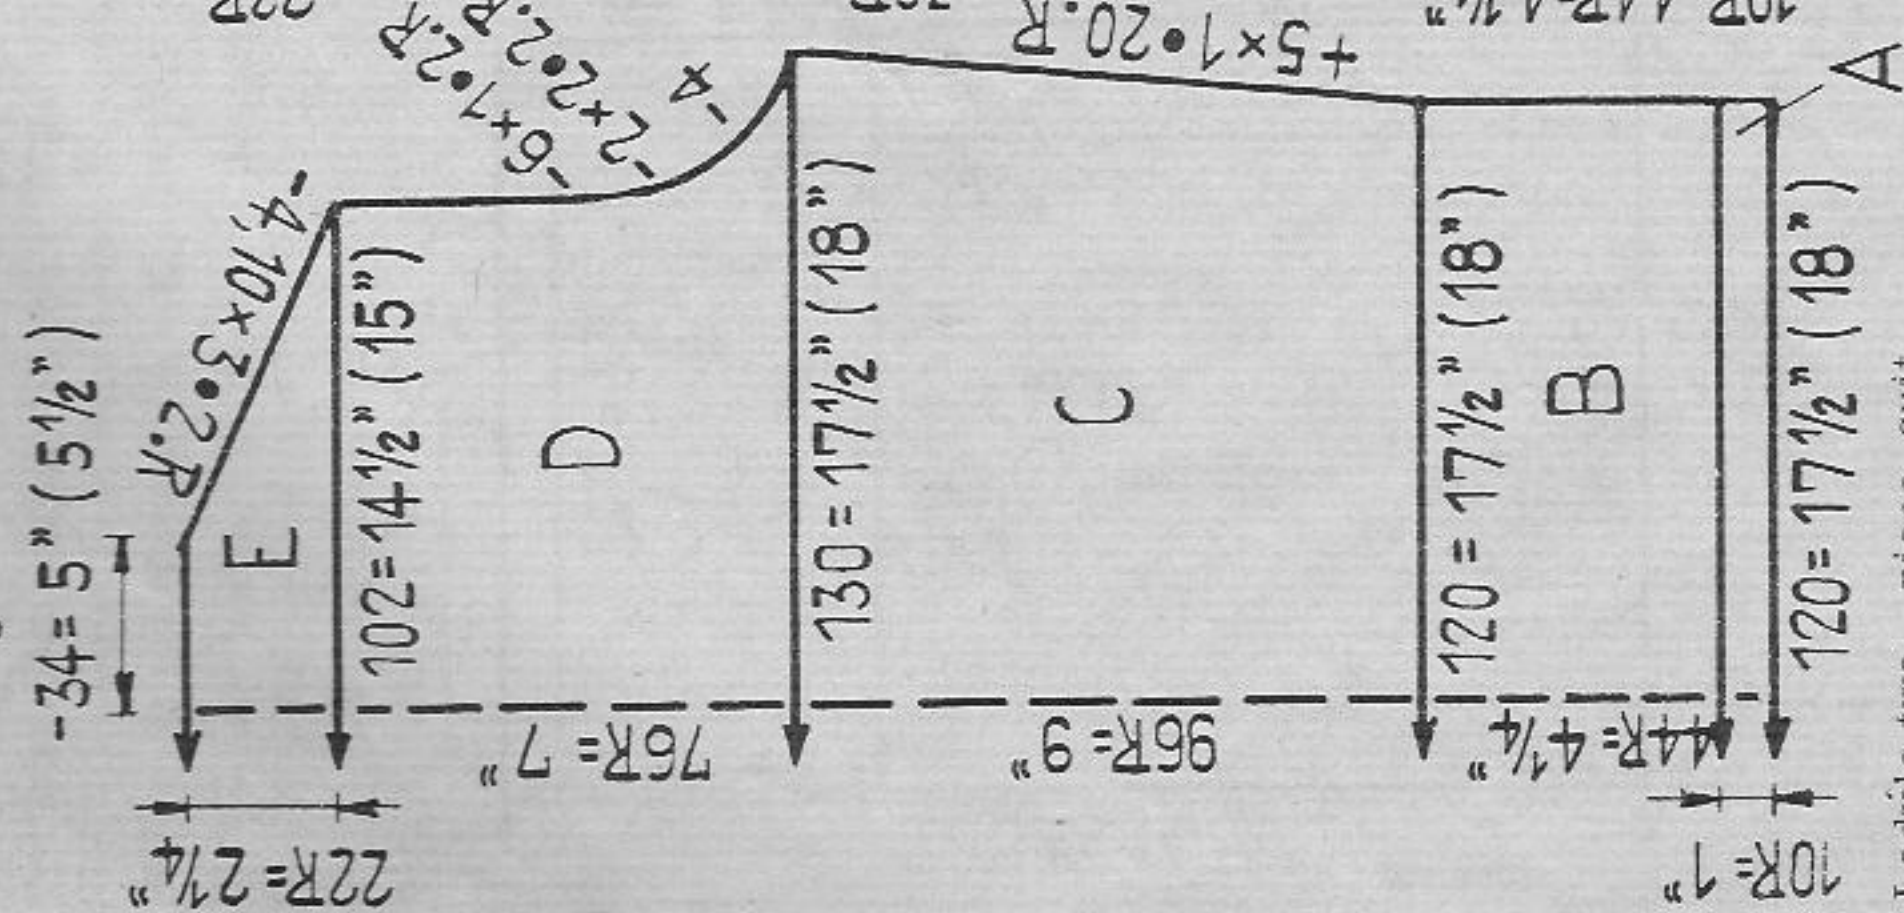 -34= 5” (5½”)
-4,10×3•2.R
-6×1•2.R
-2×2•2.R
-4
+5×1•20.R
A
E
102=14½” (15”)
D
130=17½” (18”)
C
120=17½” (18”)
B
120=17½” (18”)
22R=2¼”
76R=7”
96R=9”
44R=4¼”
10R=1”